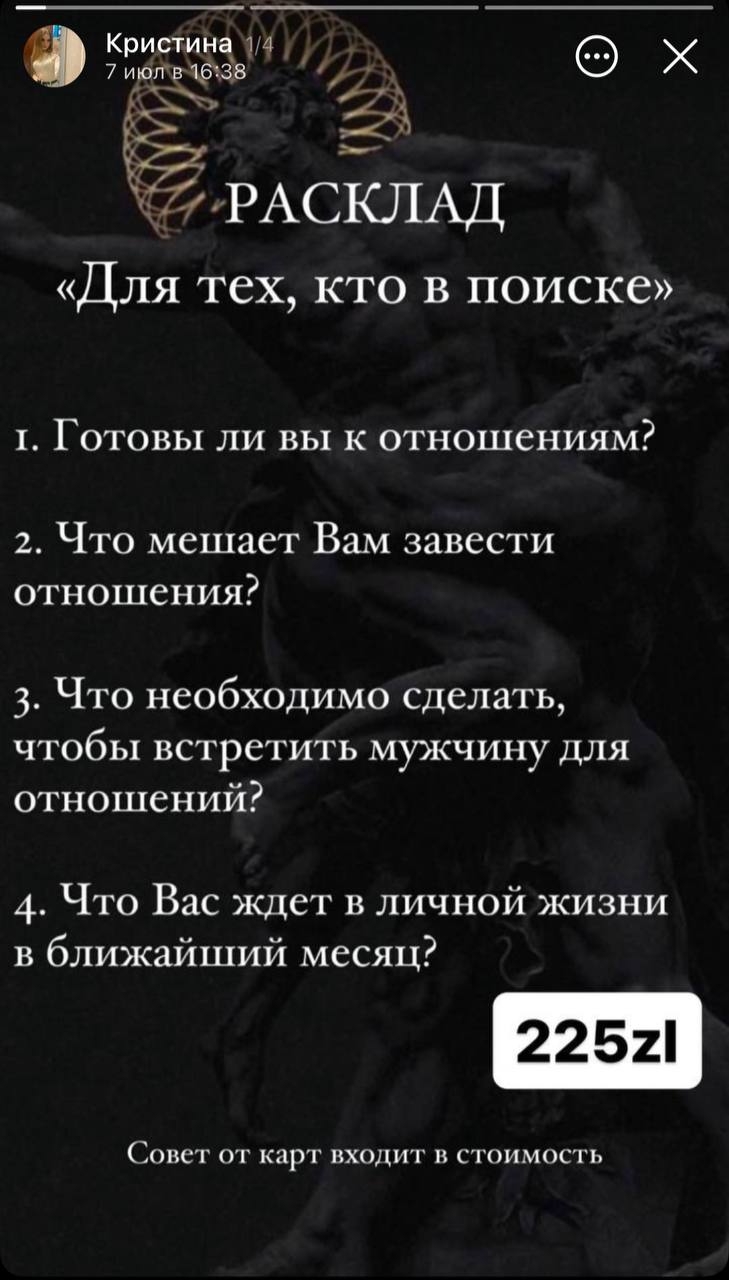 Кристина 1/4
7 июл в 16:38
РАСКЛАД
«Для тех, кто в поиске»
1. Готовы ли вы к отношениям?
2. Что мешает Вам завести
отношения?
3. Что необходимо сделать,
чтобы встретить мужчину для
отношений?
4. Что Вас ждет в личной жизни
в ближайший месяц?
225zl
Совет от карт входит в стоимость